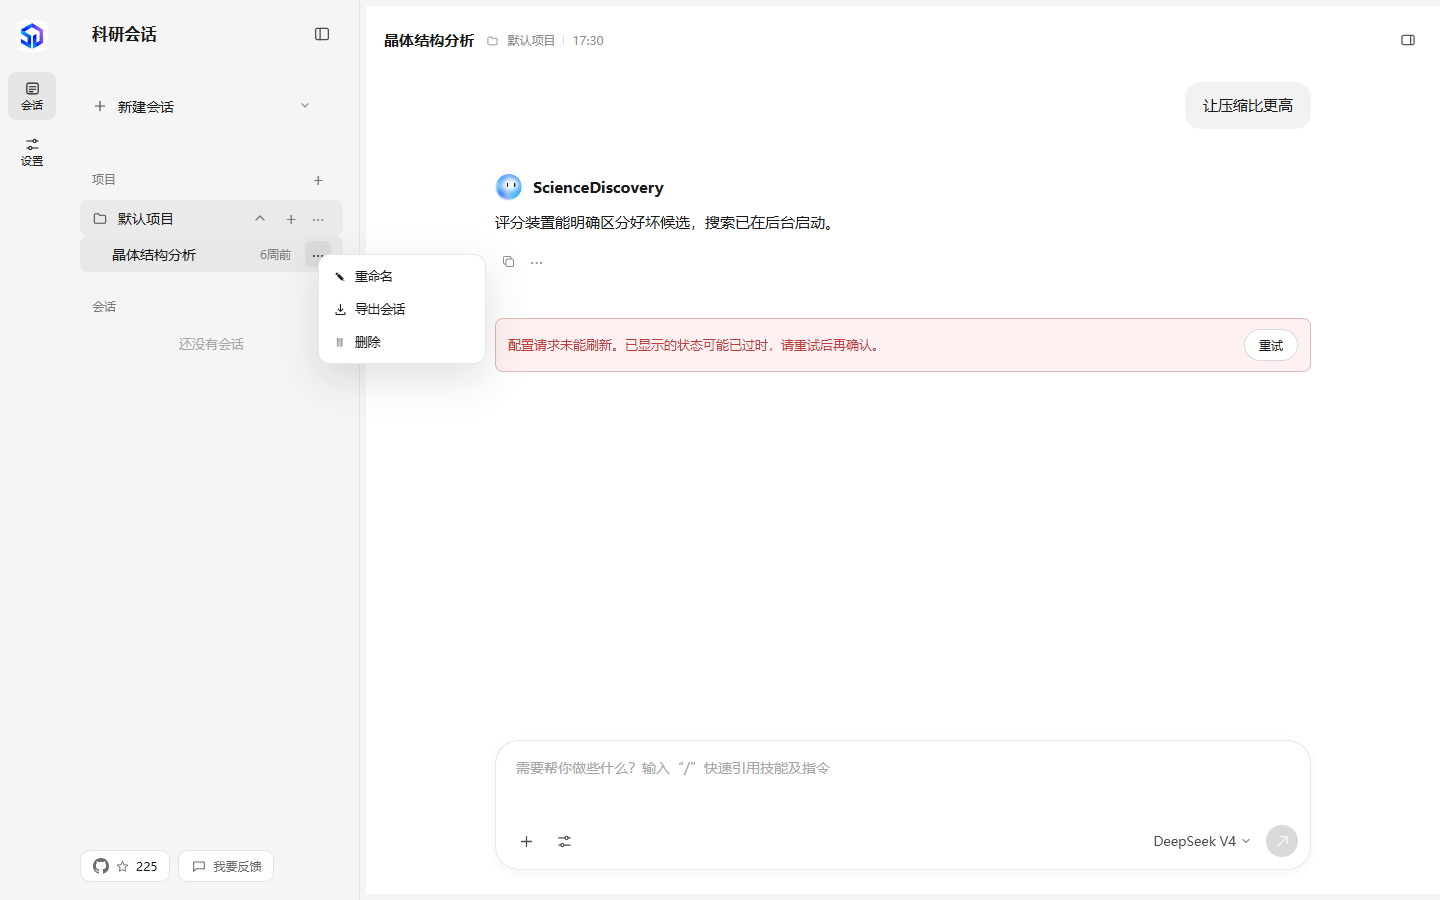 会话
设置
科研会话
新建会话
项目
默认项目
晶体结构分析 6周前
会话
还没有会话
225 我要反馈
重命名
导出会话
删除
晶体结构分析 默认项目 17:30
让压缩比更高
ScienceDiscovery
评分装置能明确区分好坏候选，搜索已在后台启动。
配置请求未能刷新。已显示的状态可能已过时，请重试后再确认。 重试
需要帮你做些什么？输入“/”快速引用技能及指令
DeepSeek V4